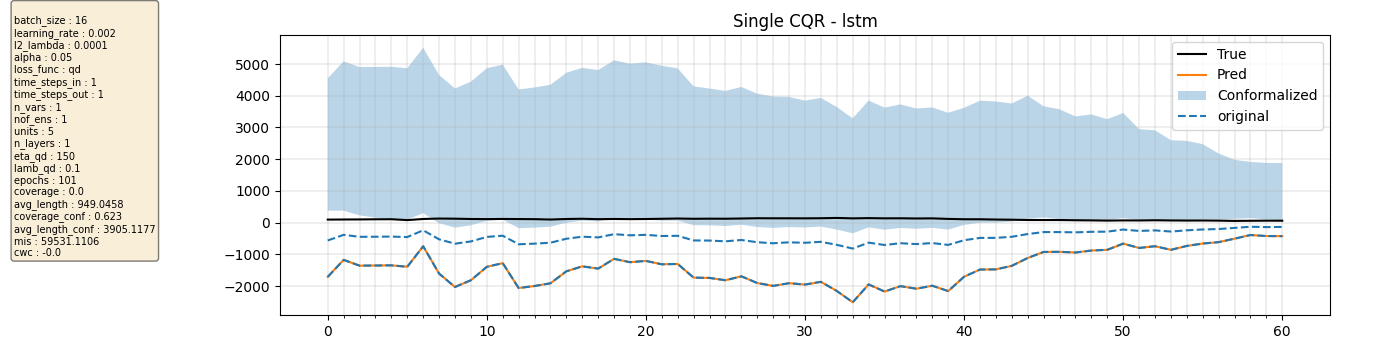 Single CQR - lstm
batch_size : 16
learning_rate : 0.002
l2_lambda : 0.0001
alpha : 0.05
loss_func : qd
time_steps_in : 1
time_steps_out : 1
n_vars : 1
nof_ens : 1
units : 5
n_layers : 1
eta_qd : 150
lamb_qd : 0.1
epochs : 101
coverage : 0.0
avg_length : 949.0458
coverage_conf : 0.623
avg_length_conf : 3905.1177
mis : 59531.1106
cwc : -0.0
5000
4000
3000
2000
1000
0
−1000
−2000
True
Pred
Conformalized
original
0 10 20 30 40 50 60